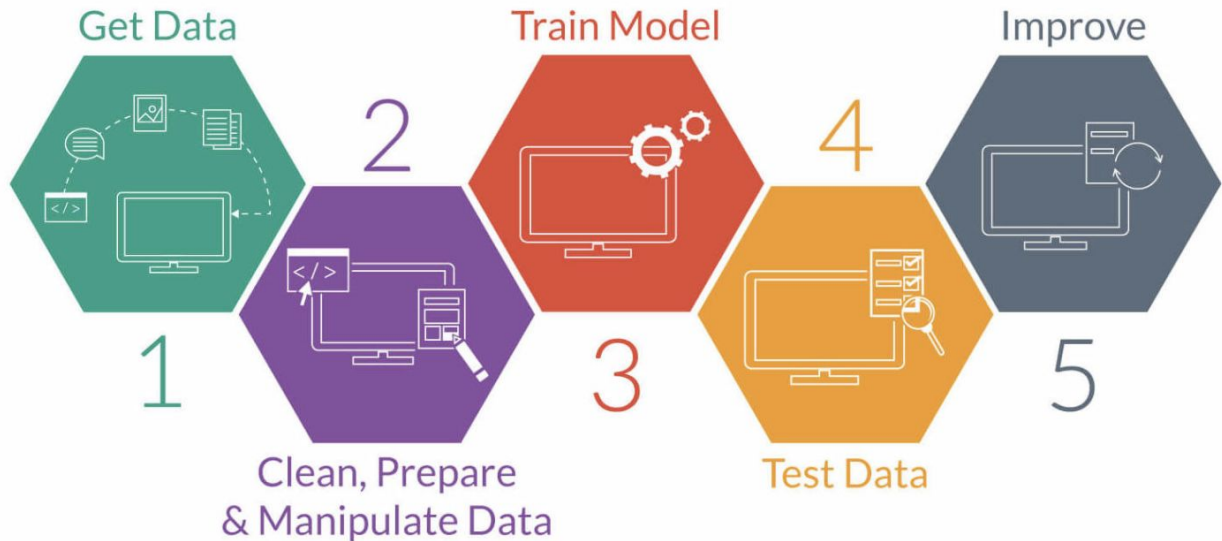 Get Data
Train Model
Improve
2
4
</>
</>
1
3
5
Clean, Prepare
& Manipulate Data
Test Data